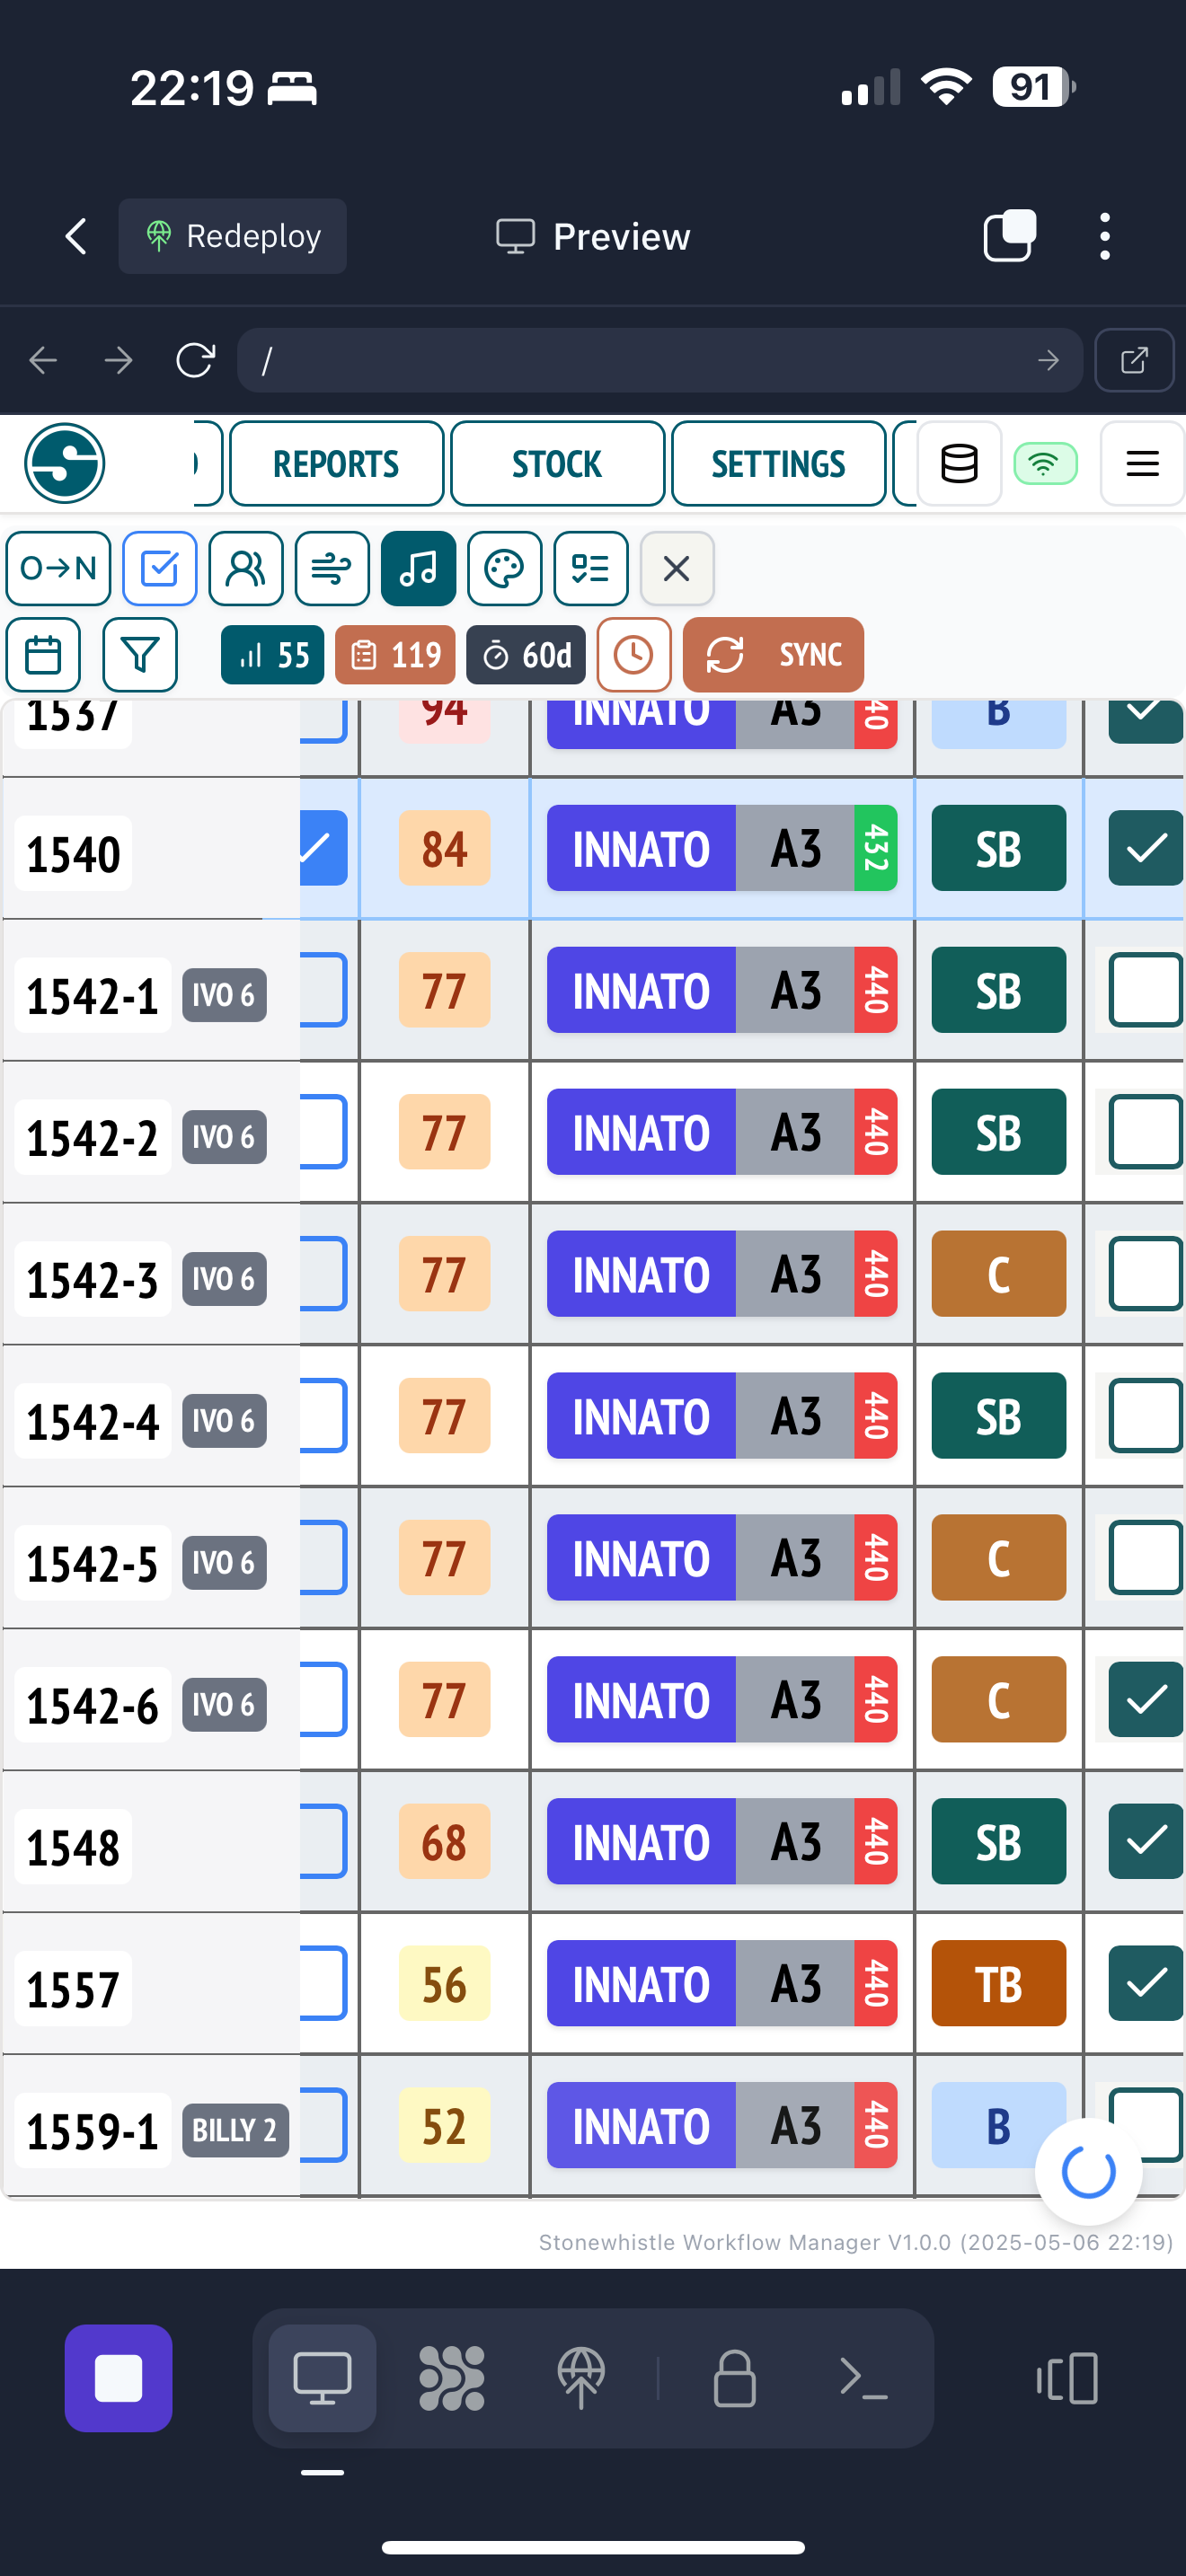 22:19
91
Redeploy
Preview
/
REPORTS
STOCK
SETTINGS
O→N
55
119
60d
SYNC
1537 94 INNATO A3 40 B
1540 84 INNATO A3 432 SB
1542-1 IVO 6 77 INNATO A3 440 SB
1542-2 IVO 6 77 INNATO A3 440 SB
1542-3 IVO 6 77 INNATO A3 440 C
1542-4 IVO 6 77 INNATO A3 440 SB
1542-5 IVO 6 77 INNATO A3 440 C
1542-6 IVO 6 77 INNATO A3 440 C
1548 68 INNATO A3 440 SB
1557 56 INNATO A3 440 TB
1559-1 BILLY 2 52 INNATO A3 440 B
Stonewhistle Workflow Manager V1.0.0 (2025-05-06 22:19)